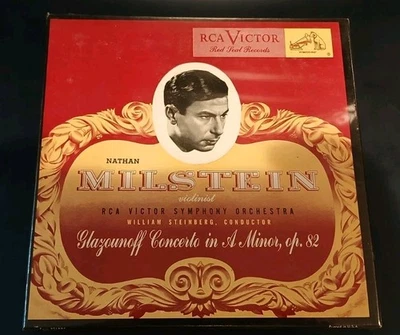 RCA VICTOR
Red Seal Records
NATHAN
MILSTEIN
violinist
RCA VICTOR SYMPHONY ORCHESTRA
WILLIAM STEINBERG, CONDUCTOR
Glazounoff Concerto in A Minor, op. 82